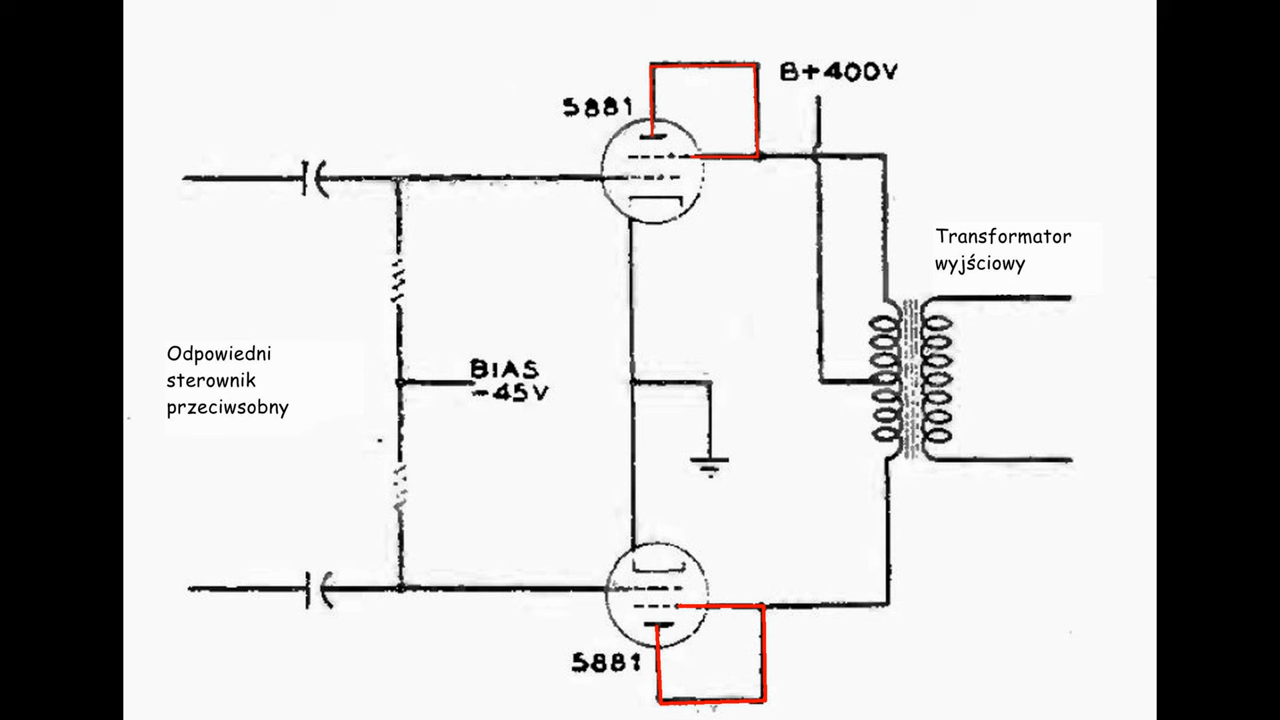 B+400V
5881
Transformator
wyjściowy
Odpowiedni
sterownik
przeciwsobny
BIAS
-45V
5881